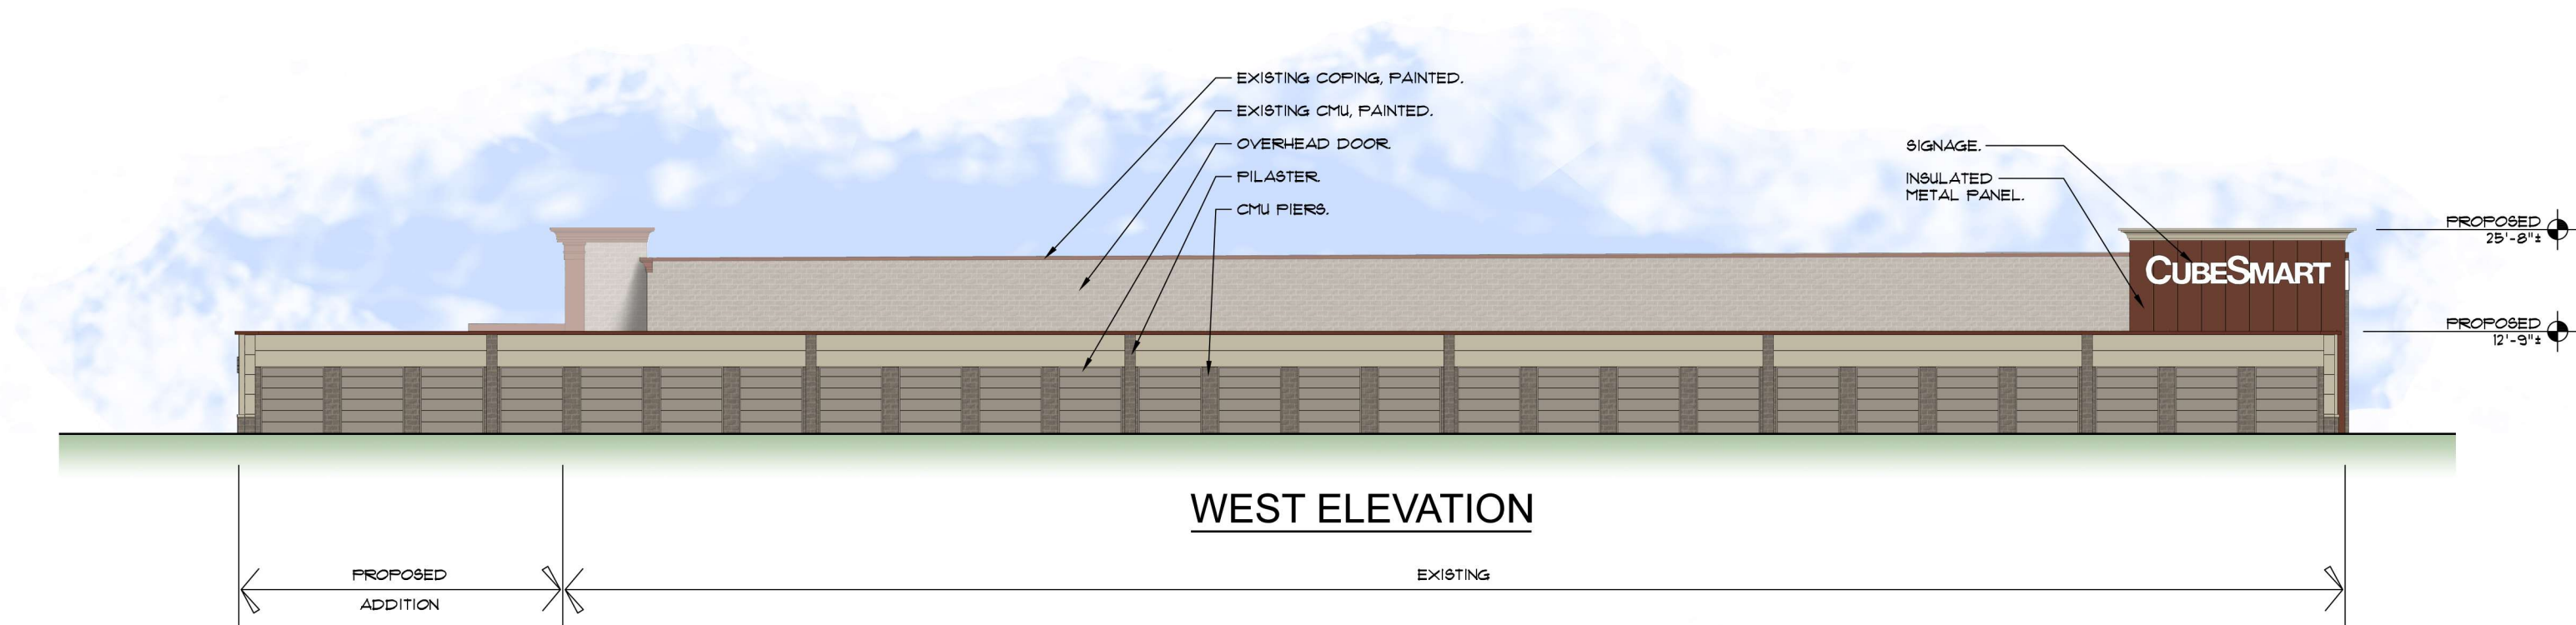 EXISTING COPING, PAINTED.
EXISTING CMU, PAINTED.
OVERHEAD DOOR.
PILASTER.
CMU PIERS.
SIGNAGE.
INSULATED
METAL PANEL.
PROPOSED
25'-8"±
CUBESMART
PROPOSED
12'-9"±
WEST ELEVATION
PROPOSED
ADDITION
EXISTING